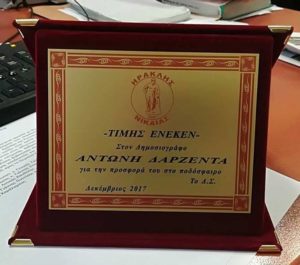 ΗΡΑΚΛΗΣ
ΝΙΚΑΙΑΣ
-ΤΙΜΗΣ ΕΝΕΚΕΝ-
Στον Δημοσιογράφο
ΑΝΤΩΝΗ ΔΑΡΖΕΝΤΑ
για την προσφορά του στο ποδόσφαιρο
Το Δ.Σ.
Δεκέμβριος 2017